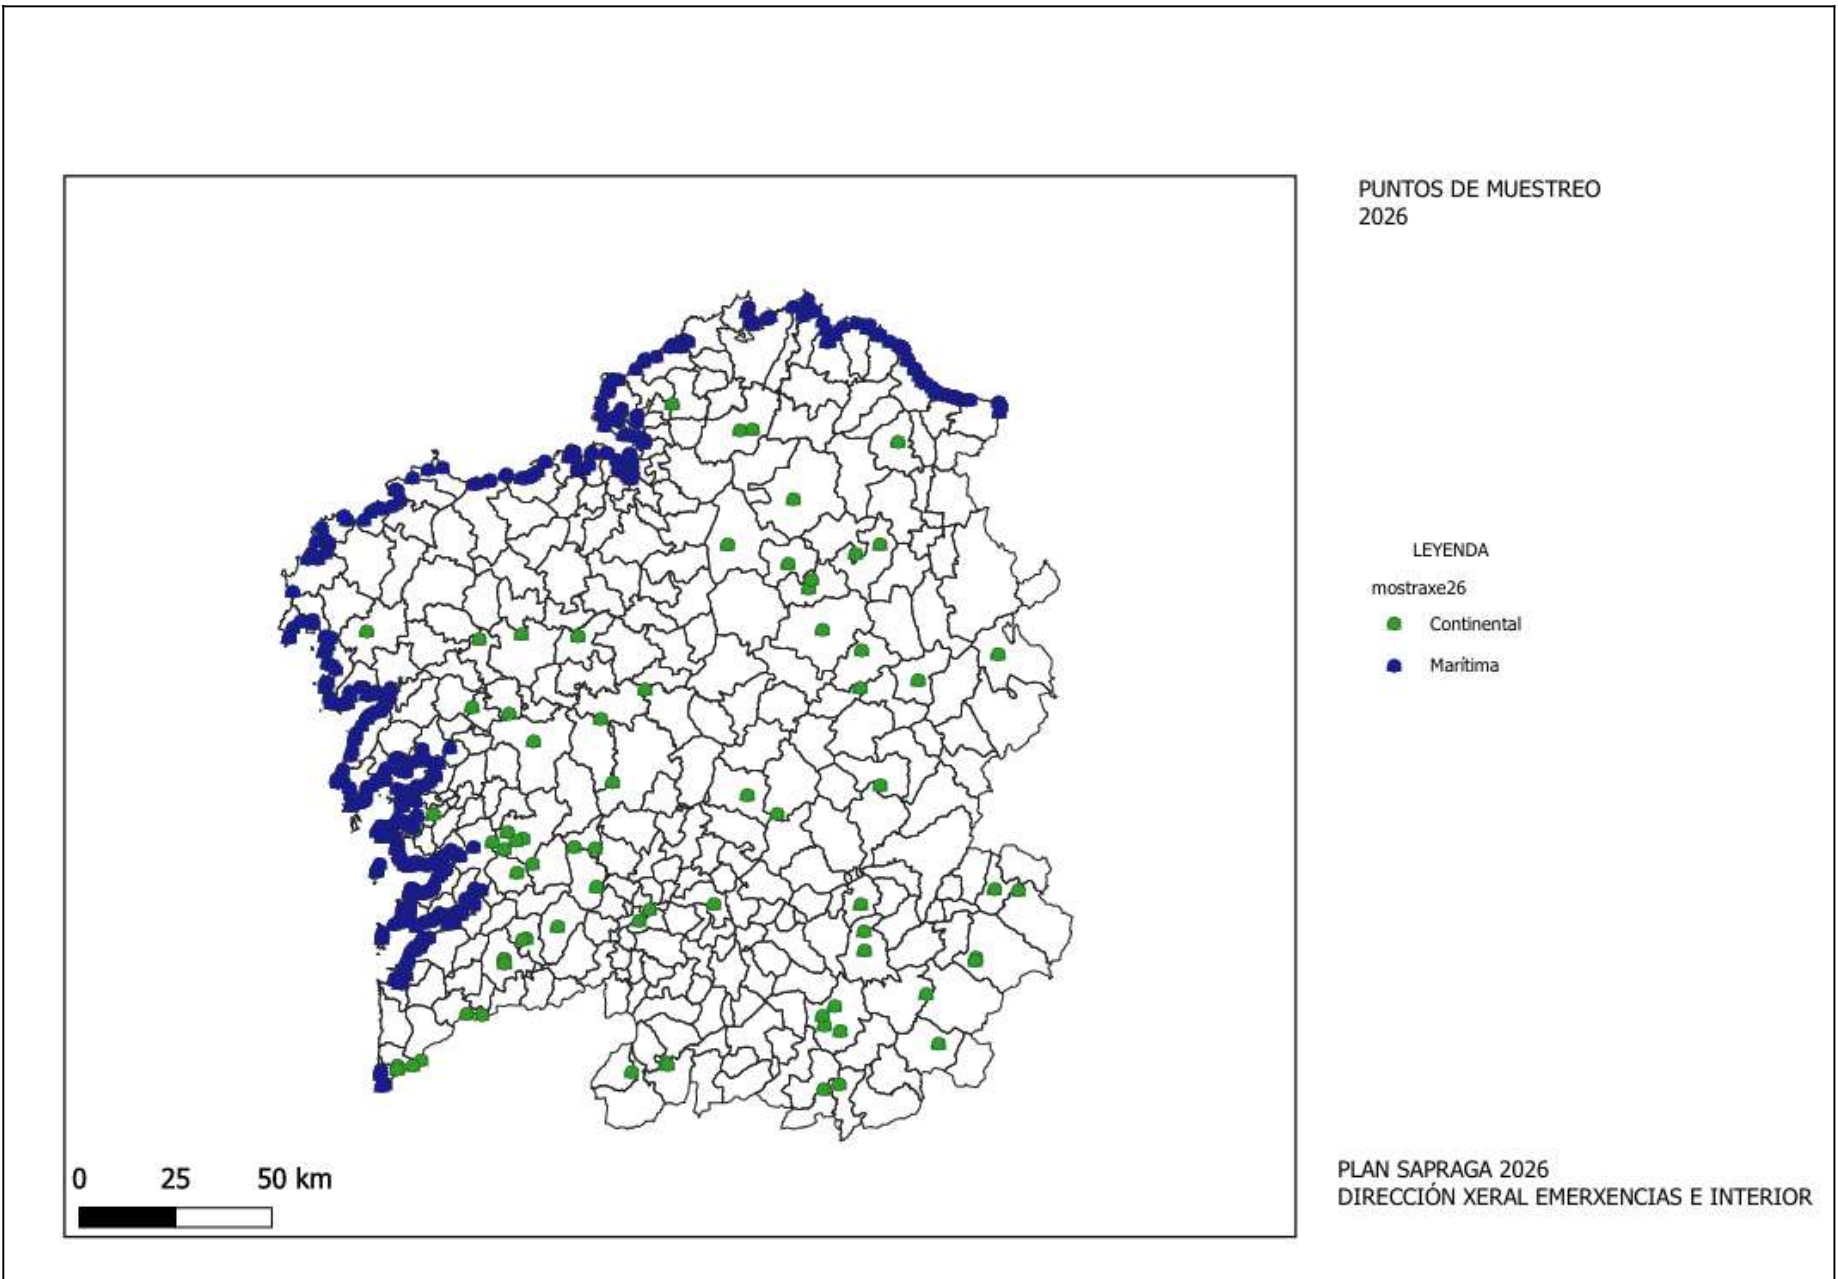 PUNTOS DE MUESTREO
2026
LEYENDA
mostraxe26
Continental
Marítima
0 25 50 km
PLAN SAPRAGA 2026
DIRECCIÓN XERAL EMERXENCIAS E INTERIOR